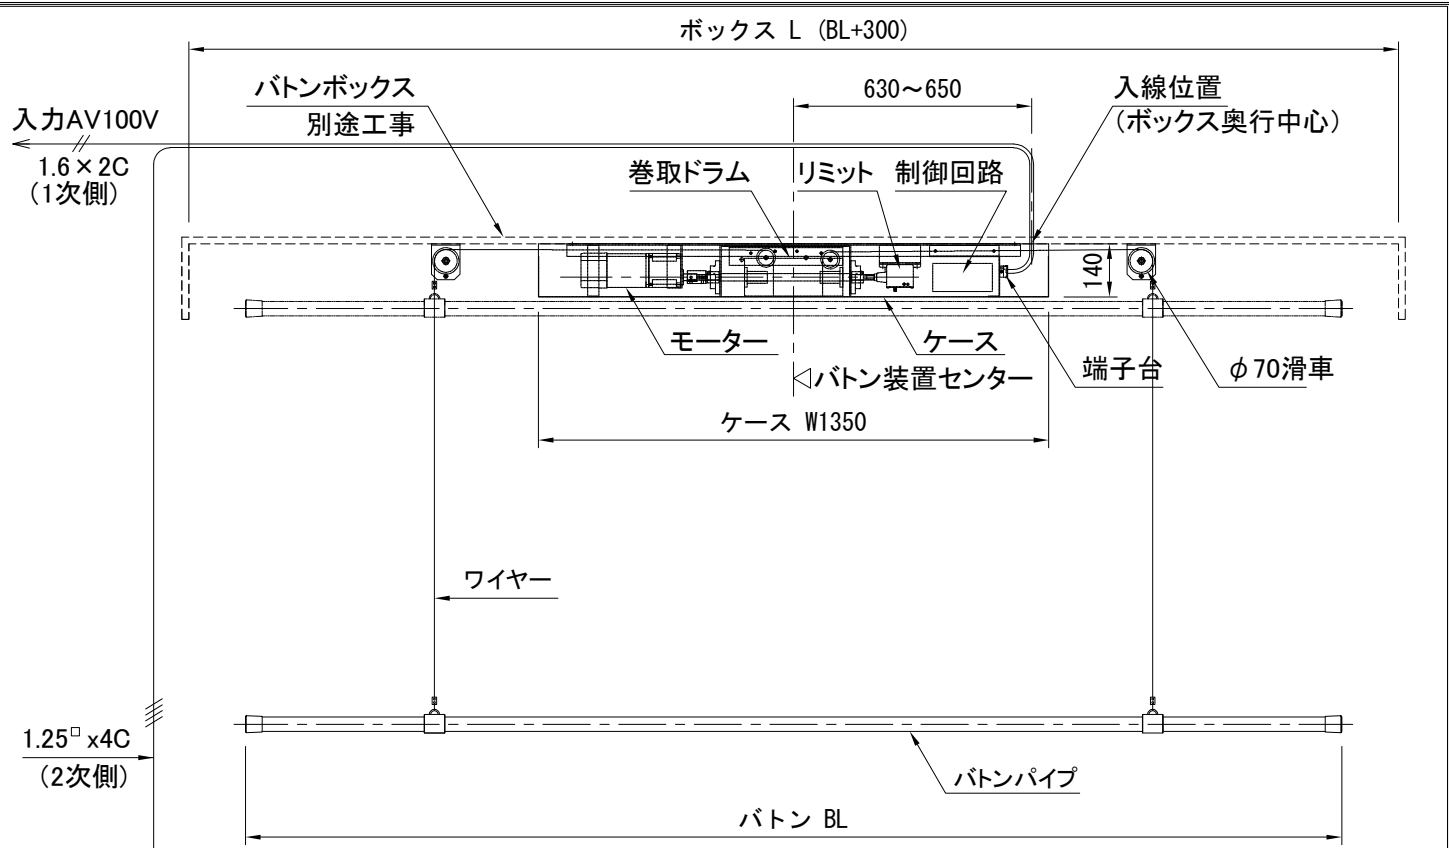 ボックス L (BL+300)
バトンボックス
別途工事
630～650
入線位置
(ボックス奥行中心)
入力AV100V
1.6×2C
(1次側)
巻取ドラム
リミット
制御回路
140
モーター
ケース
端子台
φ70滑車
バトン装置センター
ケース W1350
ワイヤー
1.25□x4C
(2次側)
バトンパイプ
バトン BL